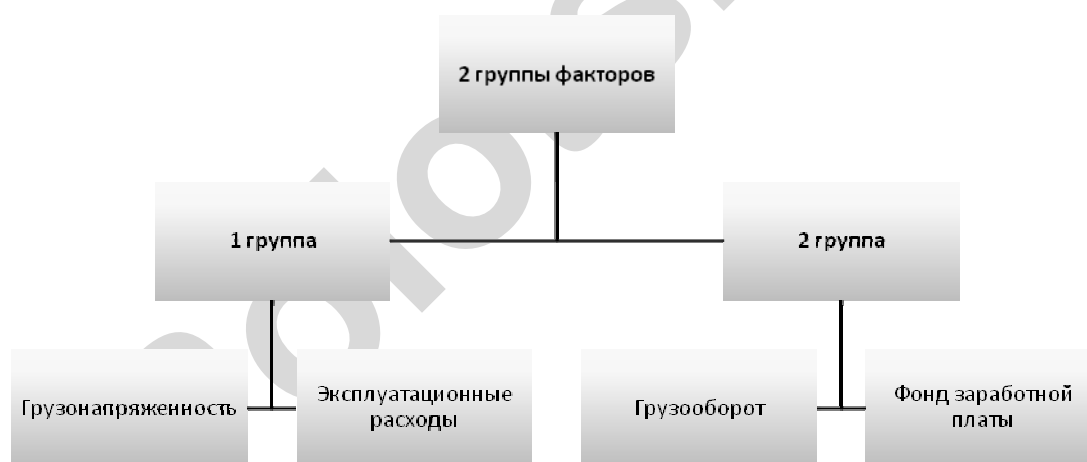 2 группы факторов
1 группа
2 группа
Грузонапряженность
Эксплуатационные
расходы
Грузооборот
Фонд заработной
платы